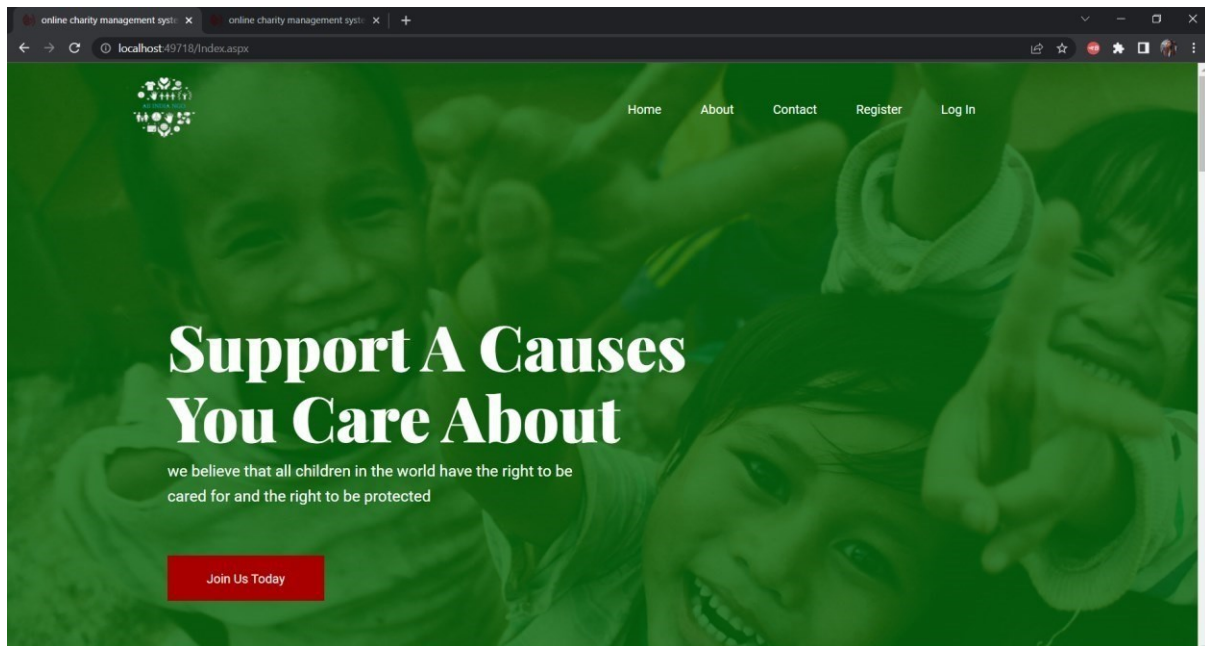 online charity management syste
online charity management syste
localhost:49718/Index.aspx
Home About Contact Register Log In
Support A Causes
You Care About
we believe that all children in the world have the right to be
cared for and the right to be protected
Join Us Today